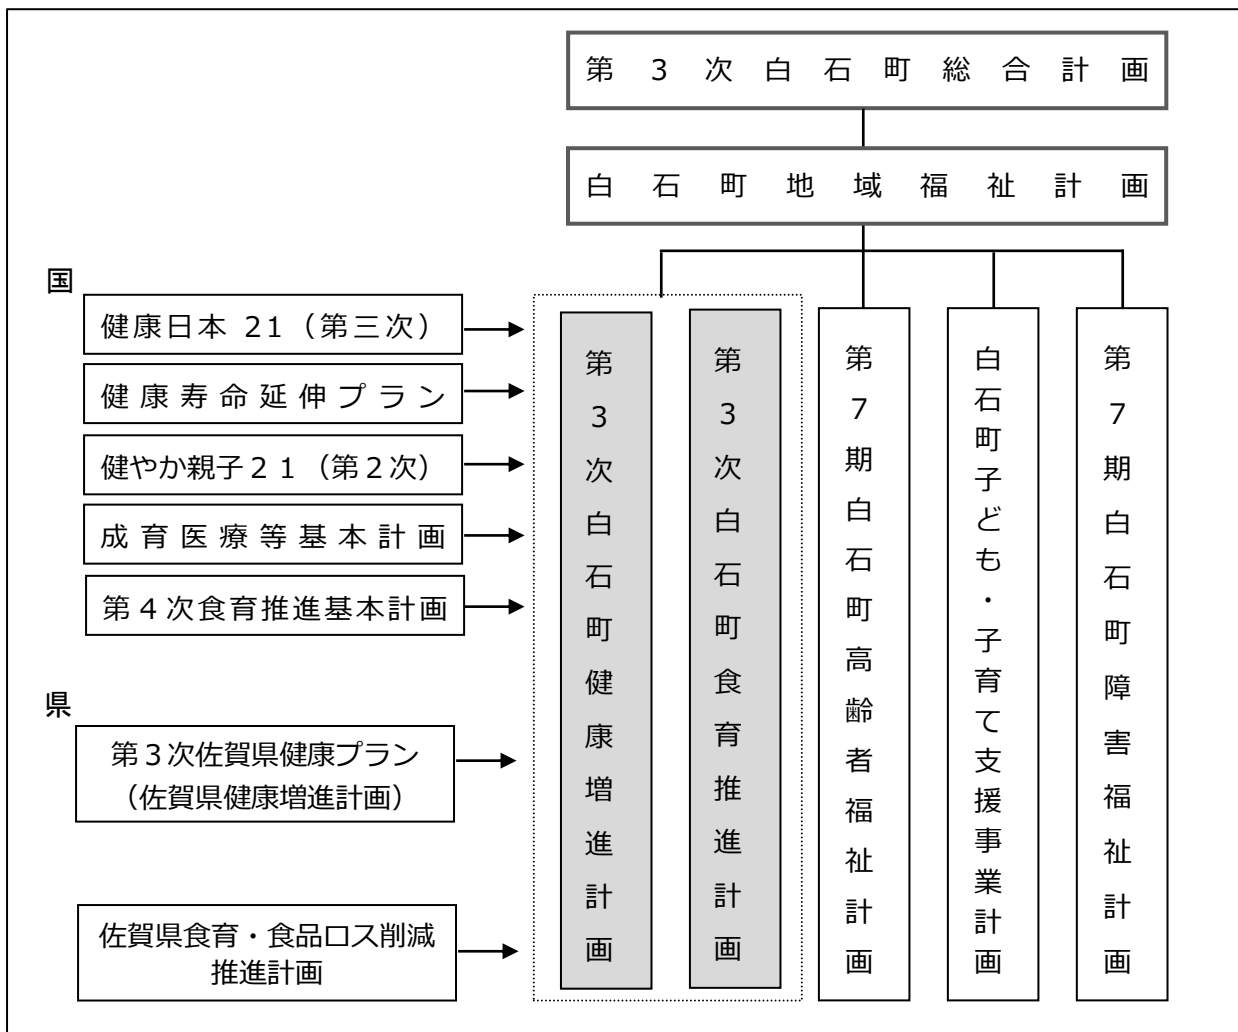 第３次白石町総合計画
白石町地域福祉計画
国
健康日本 21（第三次）
健康寿命延伸プラン
健やか親子２１（第２次）
成育医療等基本計画
第４次食育推進基本計画
県
第３次佐賀県健康プラン
（佐賀県健康増進計画）
佐賀県食育・食品ロス削減
推進計画
第３次白石町健康増進計画
第３次白石町食育推進計画
第７期白石町高齢者福祉計画
白石町子ども・子育て支援事業計画
第７期白石町障害福祉計画